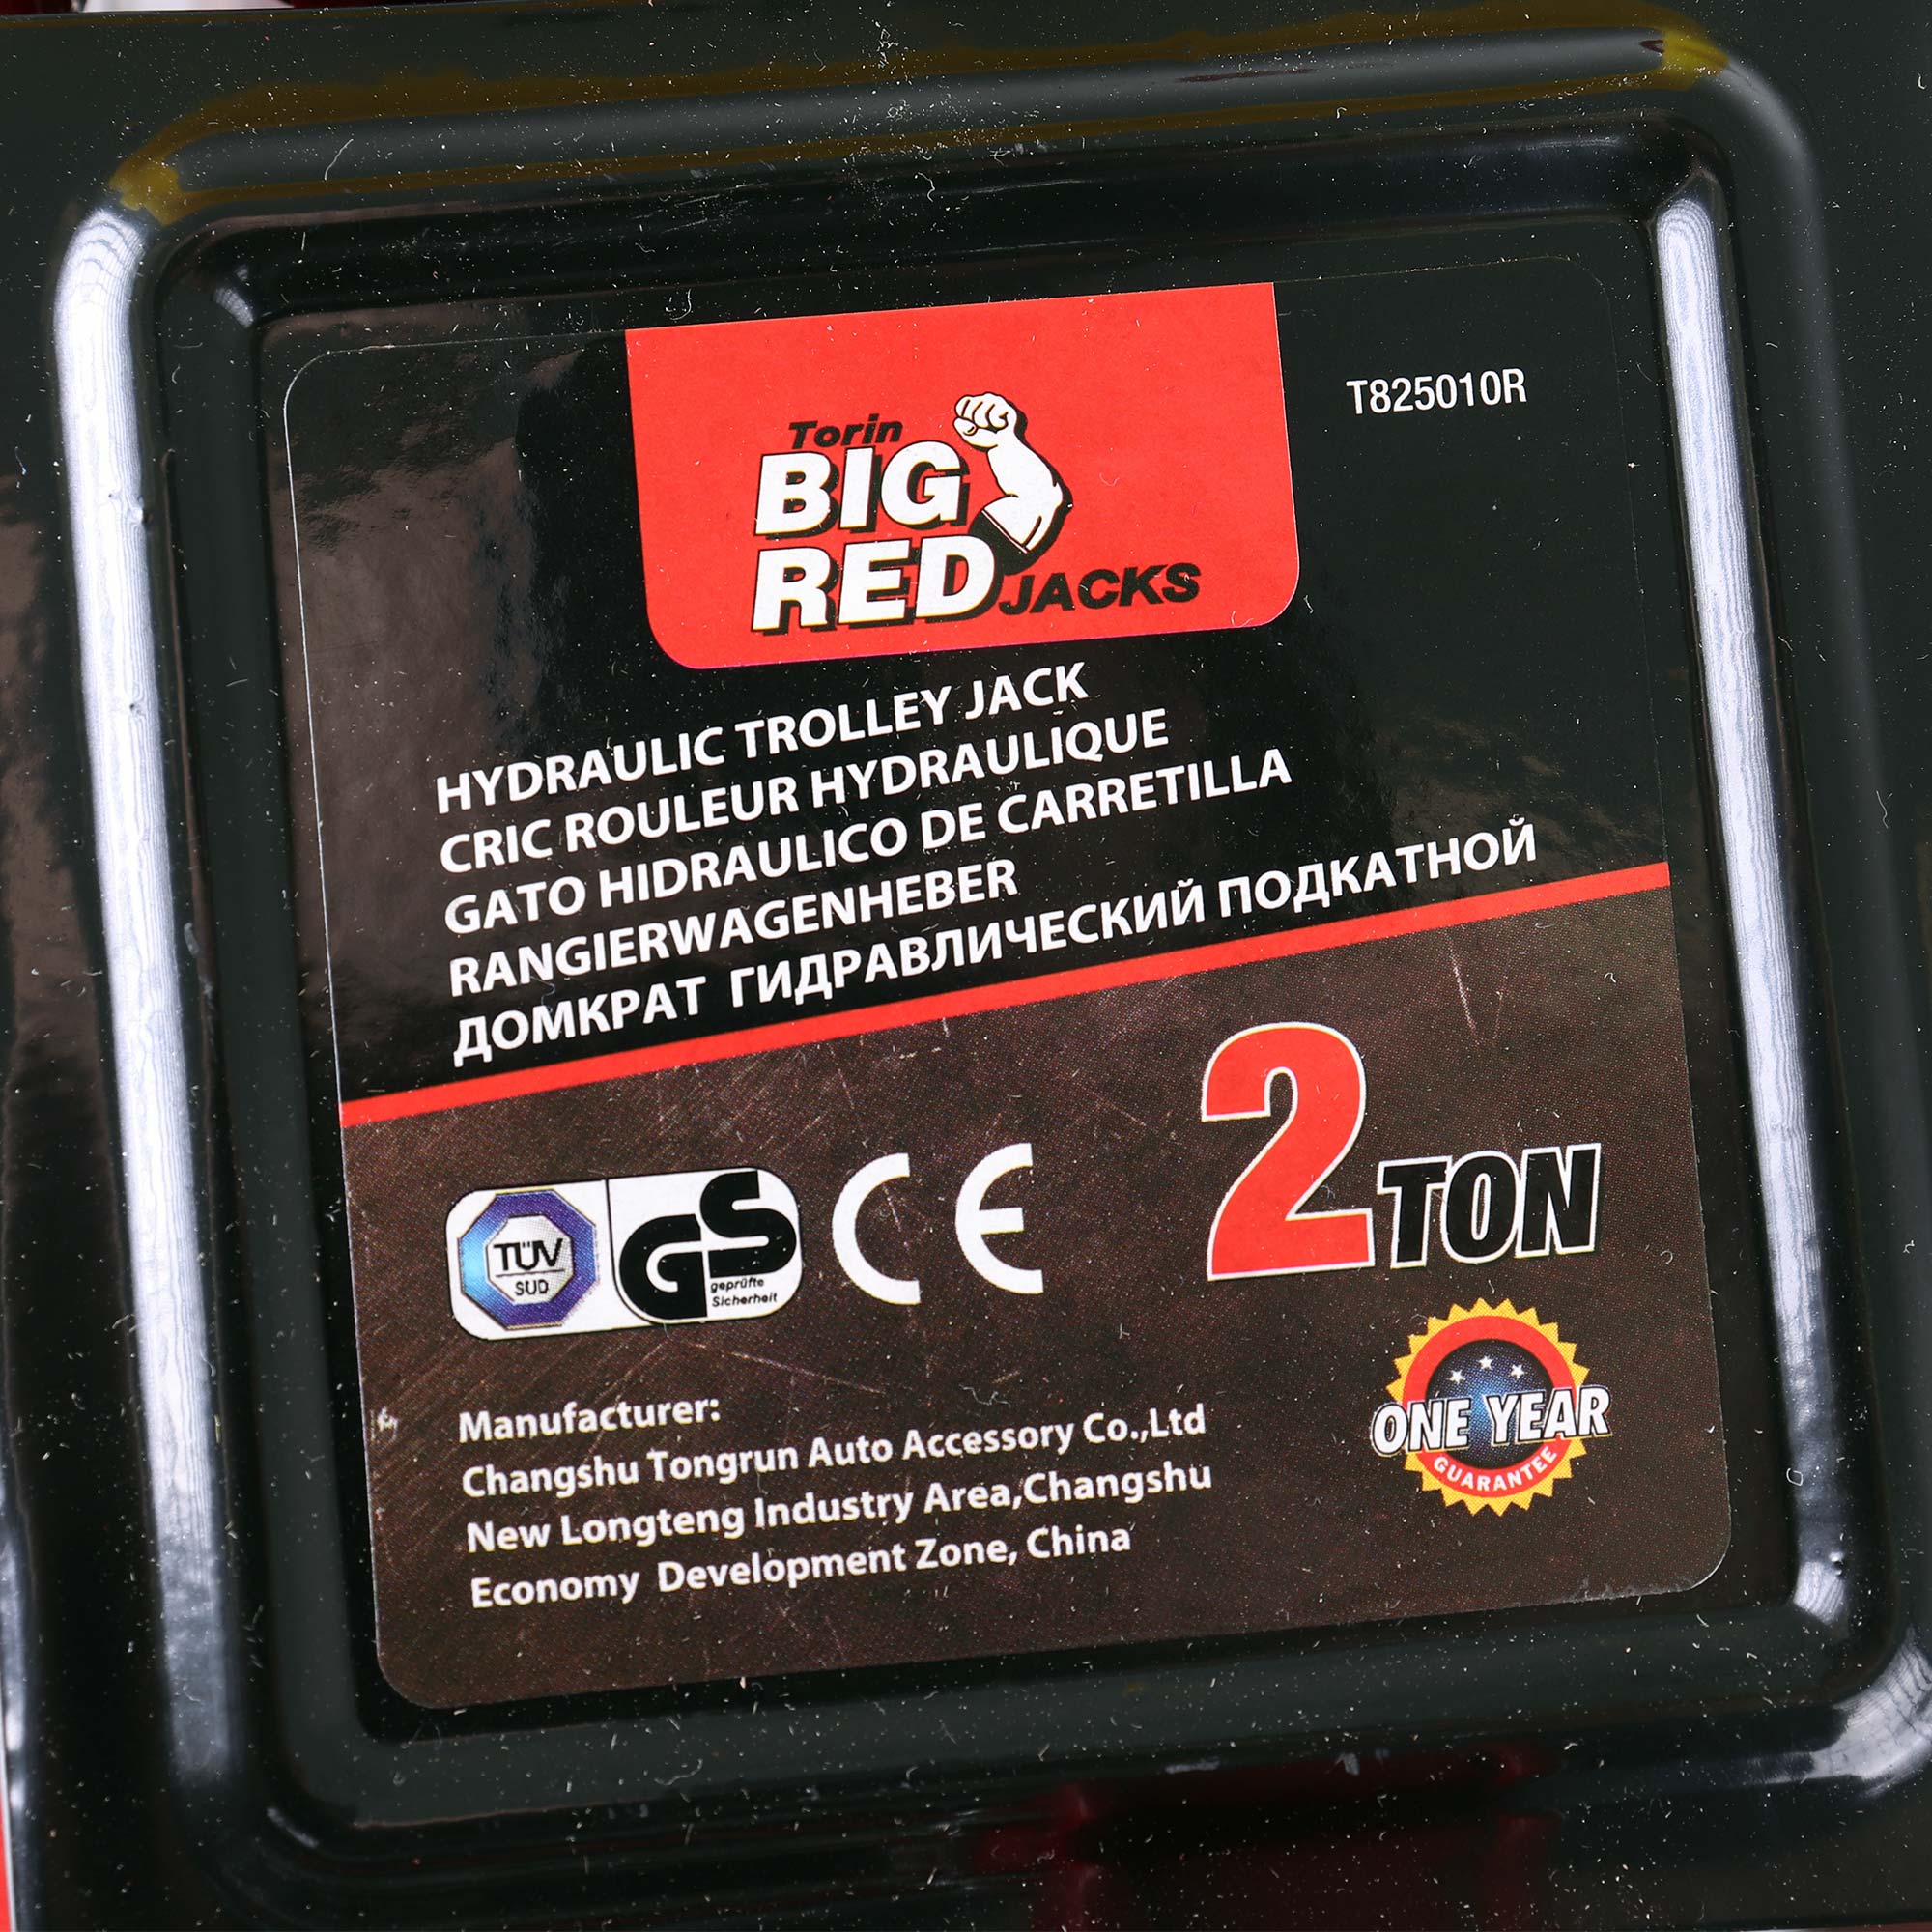 T825010R
Torin
BIG
RED JACKS
HYDRAULIC TROLLEY JACK
CRIC ROULEUR HYDRAULIQUE
GATO HIDRAULICO DE CARRETILLA
RANGIERWAGENHEBER
ДОМКРАТ ГИДРАВЛИЧЕСКИЙ ПОДКАТНОЙ
2 TON
TÜV
SUD
GS
geprüfte
Sicherheit
CE
ONE YEAR
GUARANTEE
Manufacturer:
Changshu Tongrun Auto Accessory Co.,Ltd
New Longteng Industry Area,Changshu
Economy Development Zone, China